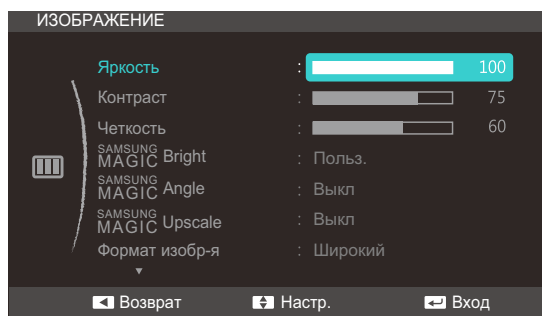 ИЗОБРАЖЕНИЕ
Яркость : 100
Контраст : 75
Четкость : 60
SAMSUNG MAGIC Bright : Польз.
SAMSUNG MAGIC Angle : Выкл
SAMSUNG MAGIC Upscale : Выкл
Формат изобр-я : Широкий
Возврат Настр. Вход